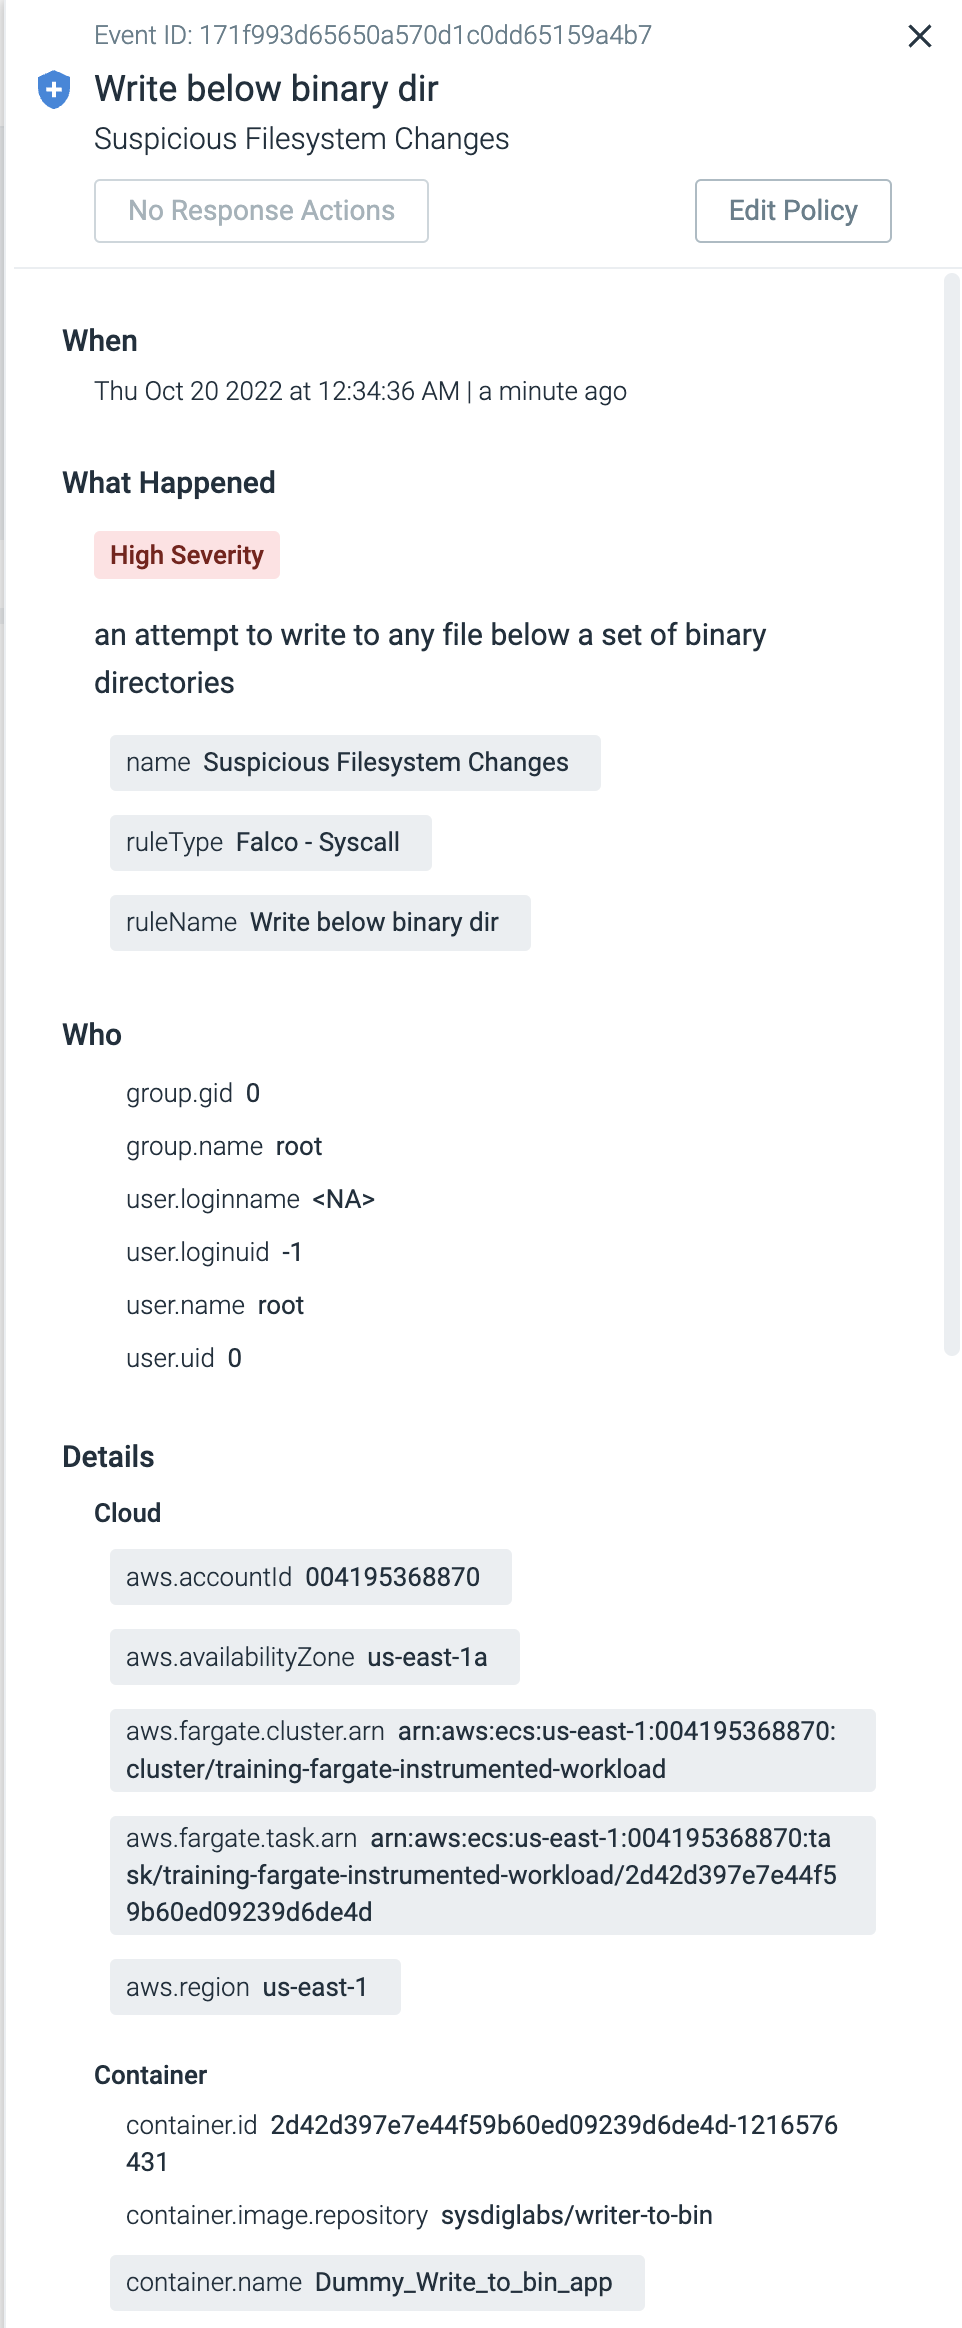 Event ID: 171f993d65650a570d1c0dd65159a4b7
Write below binary dir
Suspicious Filesystem Changes
No Response Actions
Edit Policy
When
Thu Oct 20 2022 at 12:34:36 AM | a minute ago
What Happened
High Severity
an attempt to write to any file below a set of binary
directories
name Suspicious Filesystem Changes
ruleType Falco - Syscall
ruleName Write below binary dir
Who
group.gid 0
group.name root
user.loginname <NA>
user.loginuid -1
user.name root
user.uid 0
Details
Cloud
aws.accountId 004195368870
aws.availabilityZone us-east-1a
aws.fargate.cluster.arn arn:aws:ecs:us-east-1:004195368870:
cluster/training-fargate-instrumented-workload
aws.fargate.task.arn arn:aws:ecs:us-east-1:004195368870:ta
sk/training-fargate-instrumented-workload/2d42d397e7e44f5
9b60ed09239d6de4d
aws.region us-east-1
Container
container.id 2d42d397e7e44f59b60ed09239d6de4d-1216576
431
container.image.repository sysdiglabs/writer-to-bin
container.name Dummy_Write_to_bin_app